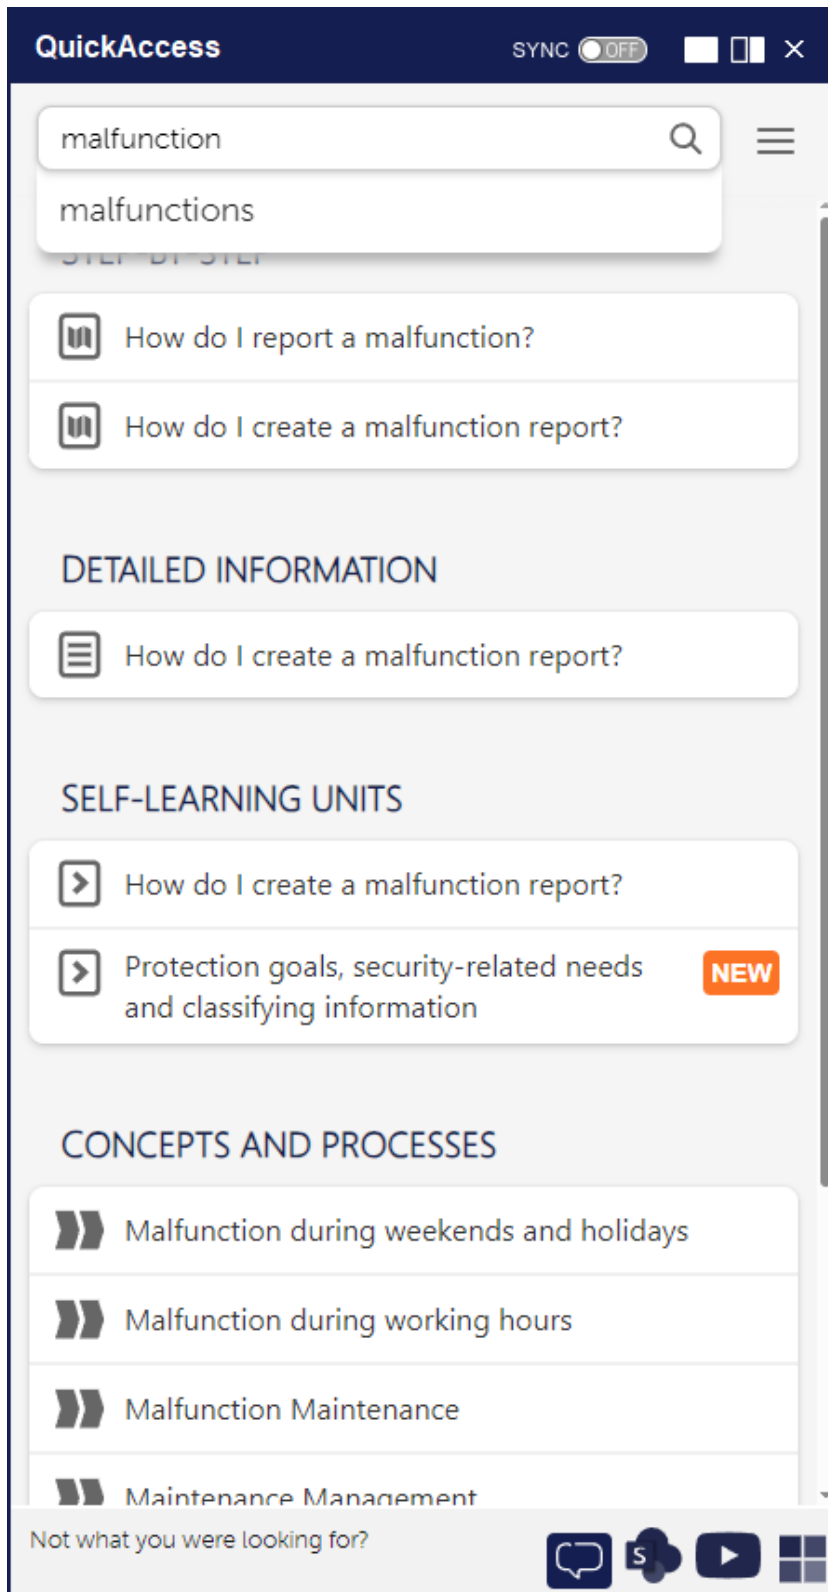 QuickAccess
SYNC OFF
malfunction
malfunctions
STEP-BY-STEP
How do I report a malfunction?
How do I create a malfunction report?
DETAILED INFORMATION
How do I create a malfunction report?
SELF-LEARNING UNITS
How do I create a malfunction report?
Protection goals, security-related needs
and classifying information
NEW
CONCEPTS AND PROCESSES
Malfunction during weekends and holidays
Malfunction during working hours
Malfunction Maintenance
Maintenance Management
Not what you were looking for?
S